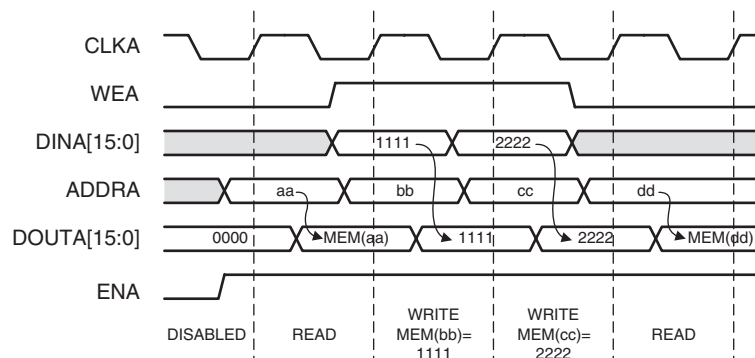 CLKA
WEA
DINA[15:0] 1111 2222
ADDRA aa bb cc dd
DOUTA[15:0] 0000 MEM(aa) 1111 2222 MEM(dd)
ENA
DISABLED READ WRITE MEM(bb)= 1111 WRITE MEM(cc)= 2222 READ